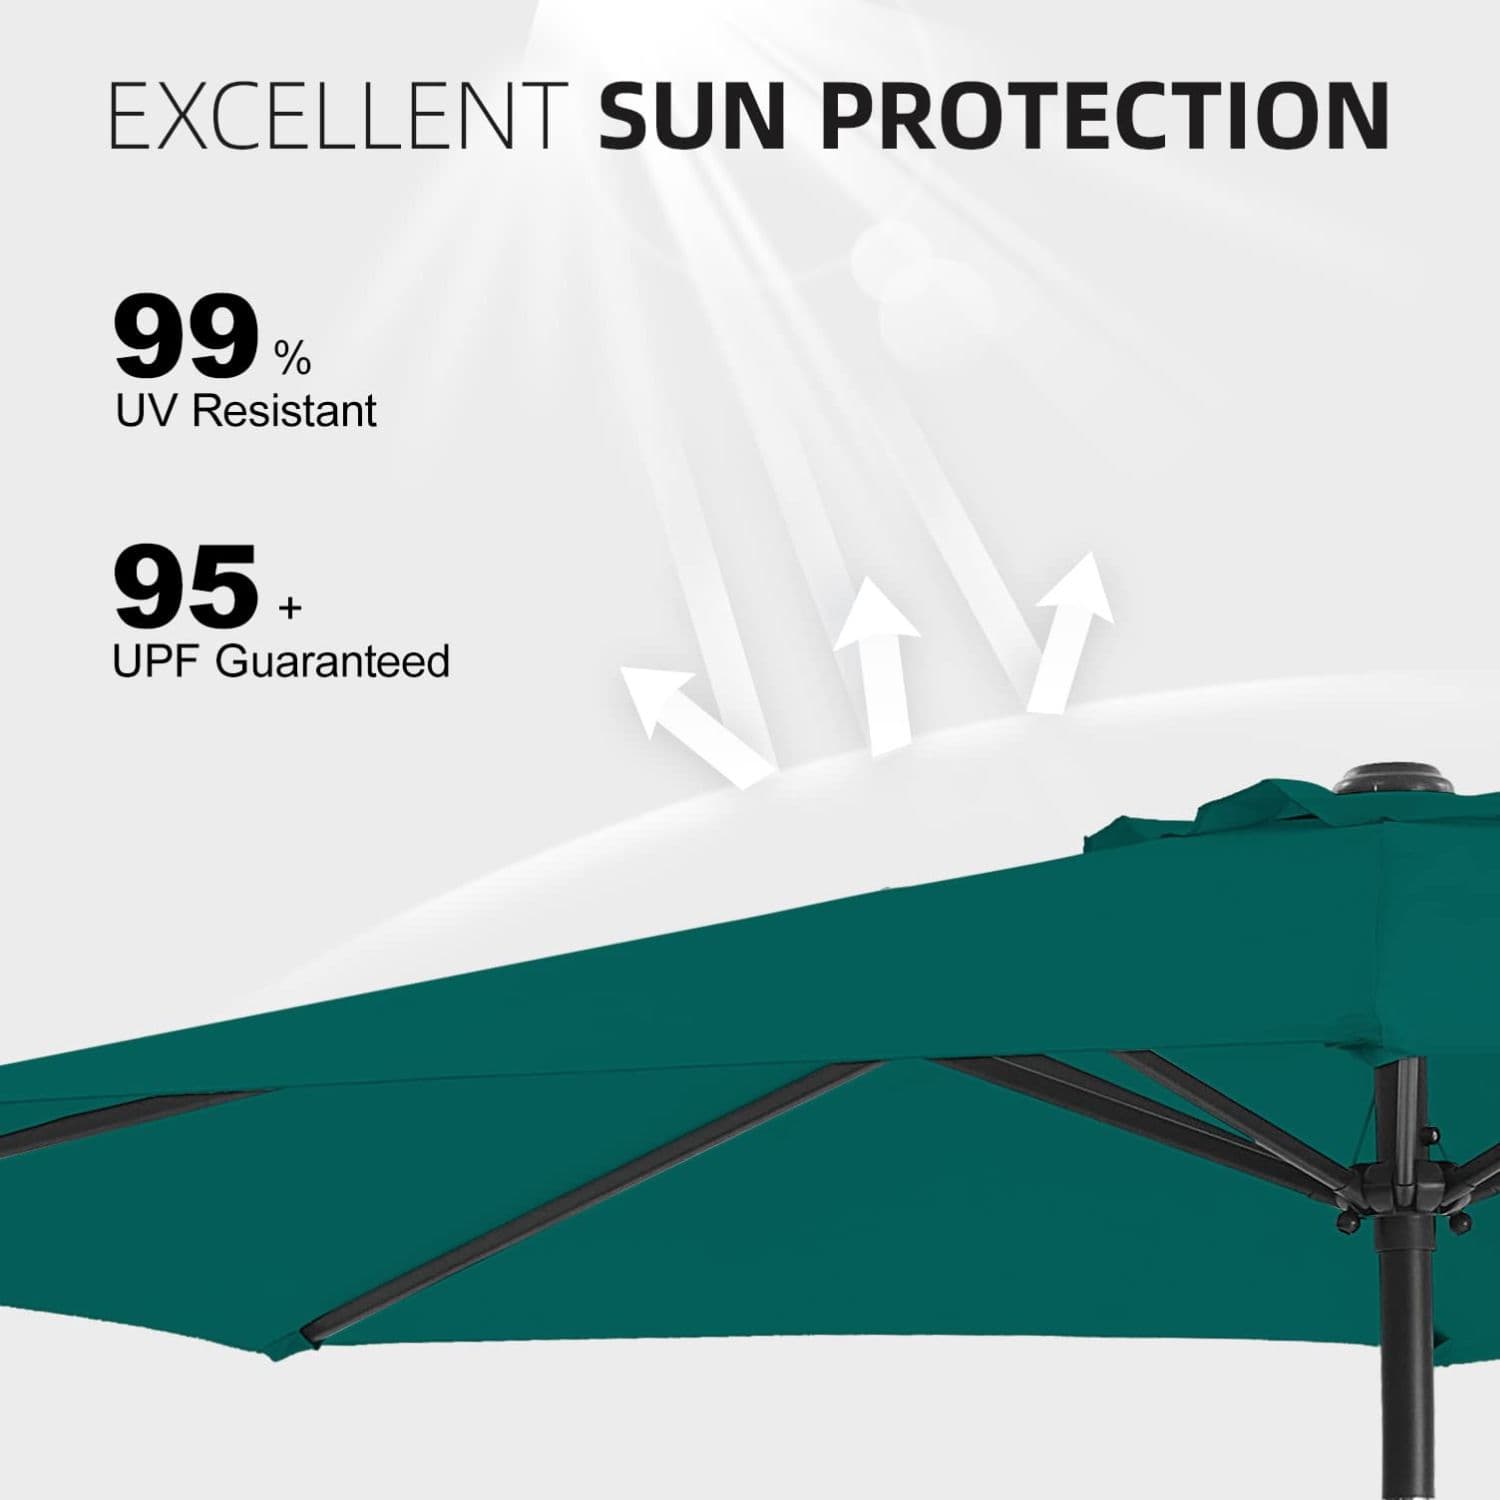 EXCELLENT SUN PROTECTION
99 %
UV Resistant
95 +
UPF Guaranteed